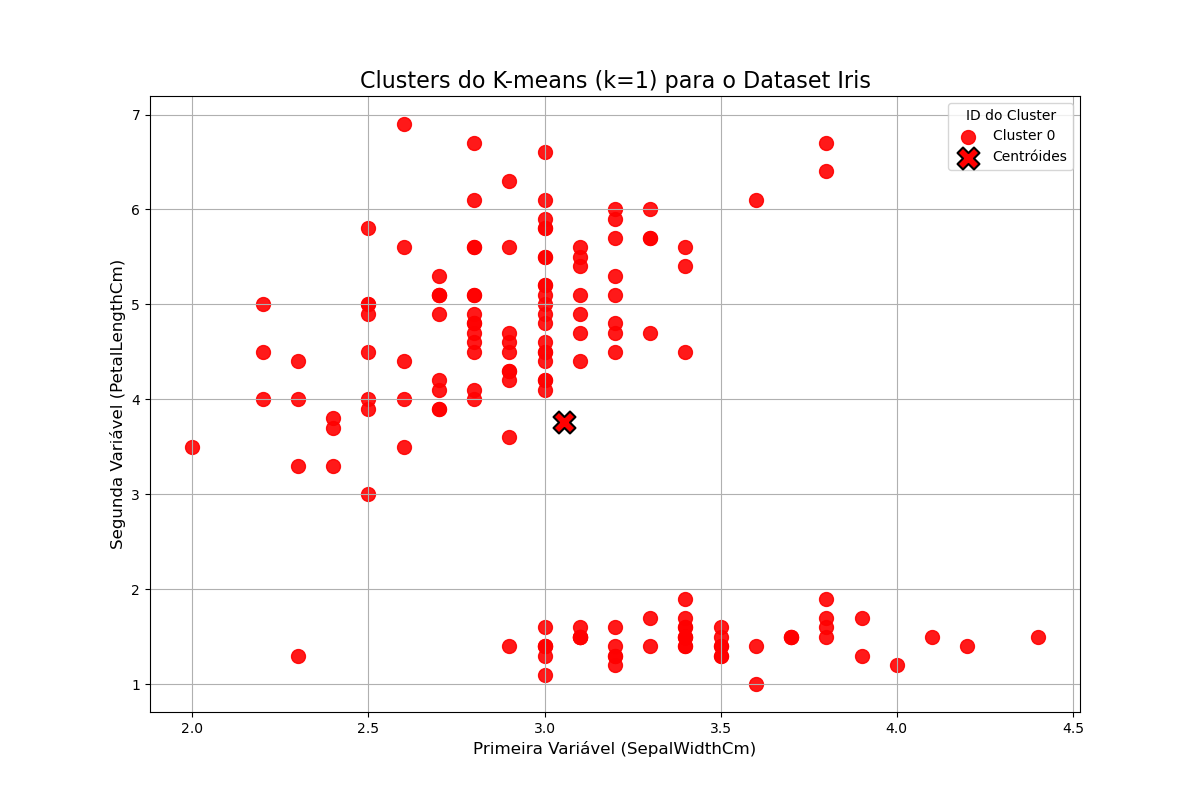 Clusters do K-means (k=1) para o Dataset Iris
ID do Cluster
Cluster 0
Centróides
Segunda Variável (PetalLengthCm)
7
6
5
4
3
2
1
2.0 2.5 3.0 3.5 4.0 4.5
Primeira Variável (SepalWidthCm)